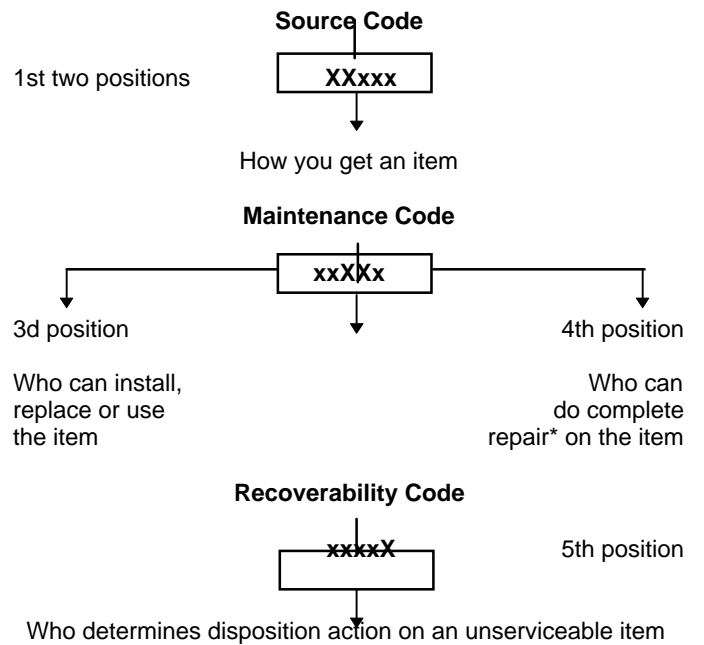 Source Code
1st two positions
XXxxx
How you get an item
Maintenance Code
xxXXx
3d position
4th position
Who can install,
replace or use
the item
Who can
do complete
repair* on the item
Recoverability Code
xxxxX
5th position
Who determines disposition action on an unserviceable item